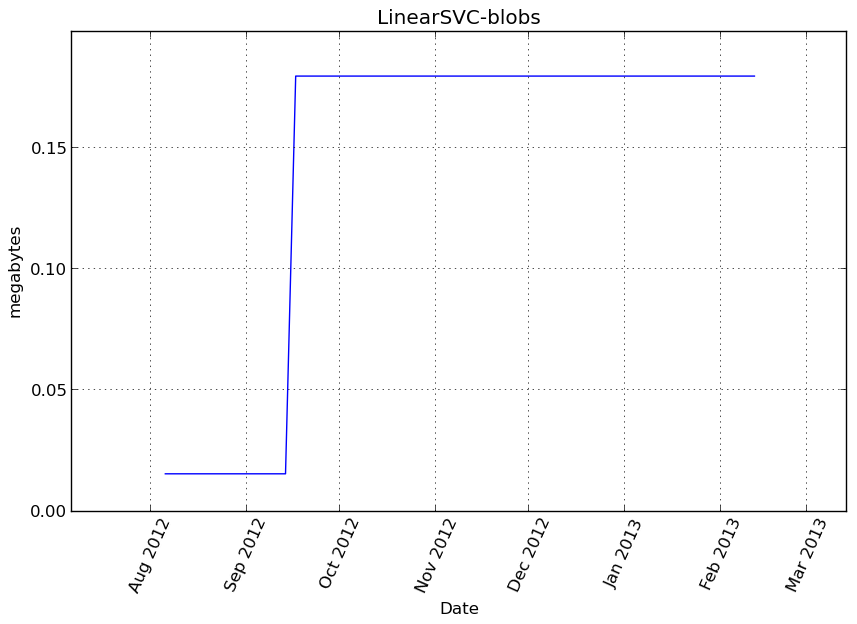 LinearSVC-blobs
megabytes
0.15
0.10
0.05
0.00
Aug 2012
Sep 2012
Oct 2012
Nov 2012
Dec 2012
Jan 2013
Feb 2013
Mar 2013
Date